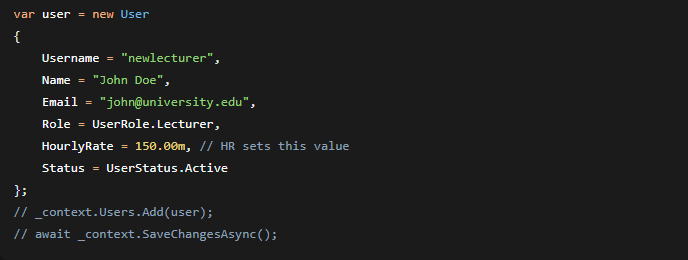 var user = new User
{
    Username = "newlecturer",
    Name = "John Doe",
    Email = "john@university.edu",
    Role = UserRole.Lecturer,
    HourlyRate = 150.00m, // HR sets this value
    Status = UserStatus.Active
};
// _context.Users.Add(user);
// await _context.SaveChangesAsync();